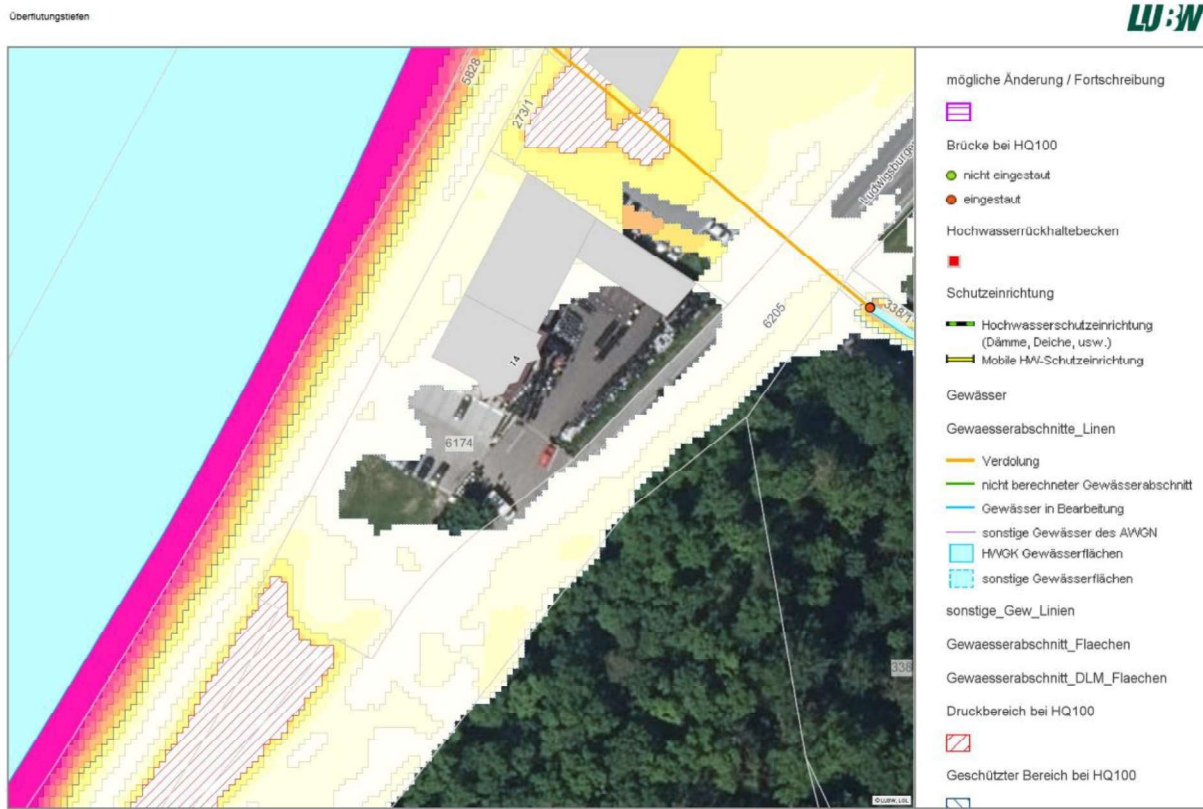 Überflutungstiefen
LUBW
5828
273/1
Ludwigsburger
338/1
6205
14
6174
338
© LUBW, LGL
mögliche Änderung / Fortschreibung
Brücke bei HQ100
nicht eingestaut
eingestaut
Hochwasserrückhaltebecken
Schutzeinrichtung
Hochwasserschutzeinrichtung
(Dämme, Deiche, usw.)
Mobile HW-Schutzeinrichtung
Gewässer
Gewaesserabschnitte_Linen
Verdolung
nicht berechneter Gewässerabschnitt
Gewässer in Bearbeitung
sonstige Gewässer des AWGN
HWGK Gewässerflächen
sonstige Gewässerflächen
sonstige_Gew_Linien
Gewaesserabschnitt_Flaechen
Gewaesserabschnitt_DLM_Flaechen
Druckbereich bei HQ100
Geschützter Bereich bei HQ100